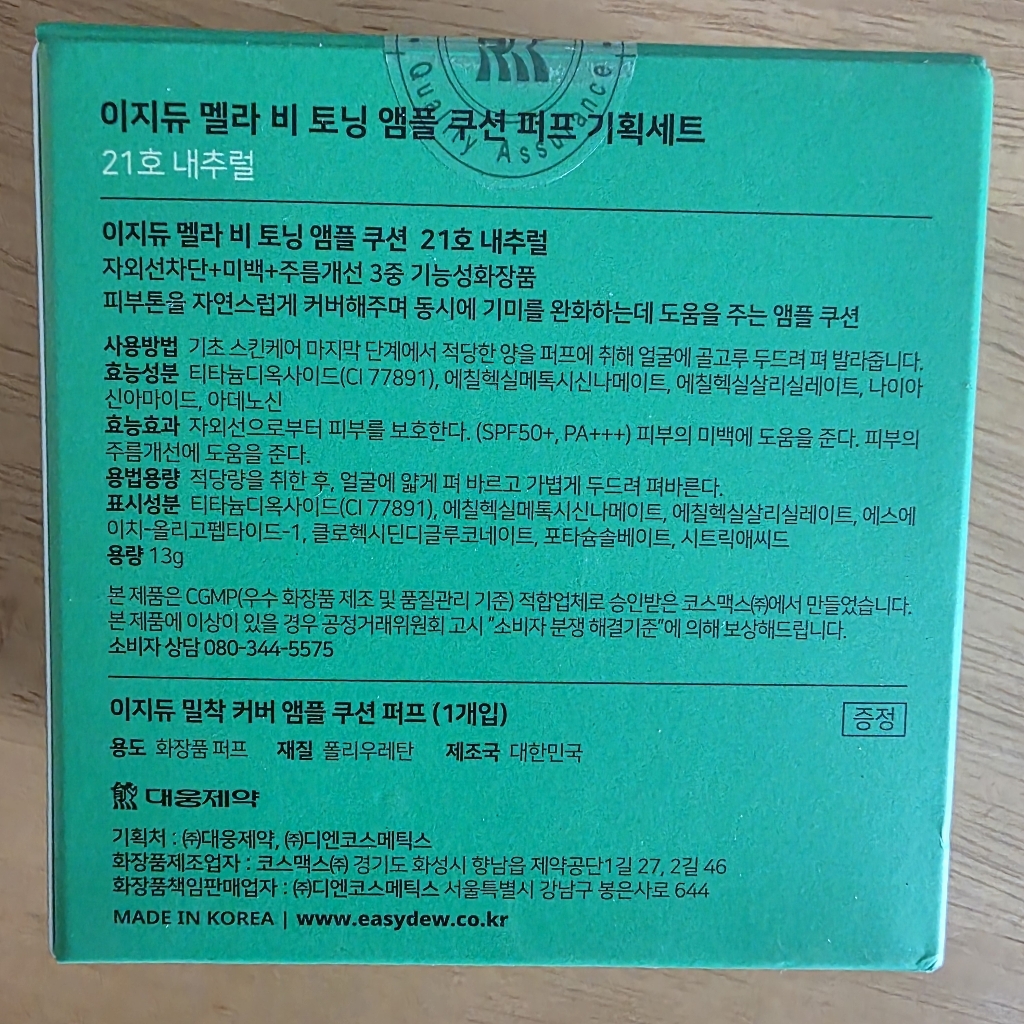 Quality Assurance
이지듀 멜라 비 토닝 앰플 쿠션 퍼프 기획세트
21호 내추럴
이지듀 멜라 비 토닝 앰플 쿠션 21호 내추럴
자외선차단+미백+주름개선 3중 기능성화장품
피부톤을 자연스럽게 커버해주며 동시에 기미를 완화하는데 도움을 주는 앰플 쿠션
사용방법 기초 스킨케어 마지막 단계에서 적당한 양을 퍼프에 취해 얼굴에 골고루 두드려 펴 발라줍니다.
효능성분 티타늄디옥사이드(CI 77891), 에칠헥실메톡시신나메이트, 에칠헥실살리실레이트, 나이아
신아마이드, 아데노신
효능효과 자외선으로부터 피부를 보호한다. (SPF50+, PA+++) 피부의 미백에 도움을 준다. 피부의
주름개선에 도움을 준다.
용법용량 적당량을 취한 후, 얼굴에 얇게 펴 바르고 가볍게 두드려 펴바른다.
표시성분 티타늄디옥사이드(CI 77891), 에칠헥실메톡시신나메이트, 에칠헥실살리실레이트, 에스에
이치-올리고펩타이드-1, 클로헥시딘디글루코네이트, 포타슘솔베이트, 시트릭애씨드
용량 13g
본 제품은 CGMP(우수 화장품 제조 및 품질관리 기준) 적합업체로 승인받은 코스맥스㈜에서 만들었습니다.
본 제품에 이상이 있을 경우 공정거래위원회 고시 "소비자 분쟁 해결기준"에 의해 보상해드립니다.
소비자 상담 080-344-5575
이지듀 밀착 커버 앰플 쿠션 퍼프 (1개입) 증정
용도 화장품 퍼프 재질 폴리우레탄 제조국 대한민국
대웅제약
기획처 : ㈜대웅제약, ㈜디엔코스메틱스
화장품제조업자 : 코스맥스㈜ 경기도 화성시 향남읍 제약공단1길 27, 2길 46
화장품책임판매업자 : ㈜디엔코스메틱스 서울특별시 강남구 봉은사로 644
MADE IN KOREA | www.easydew.co.kr